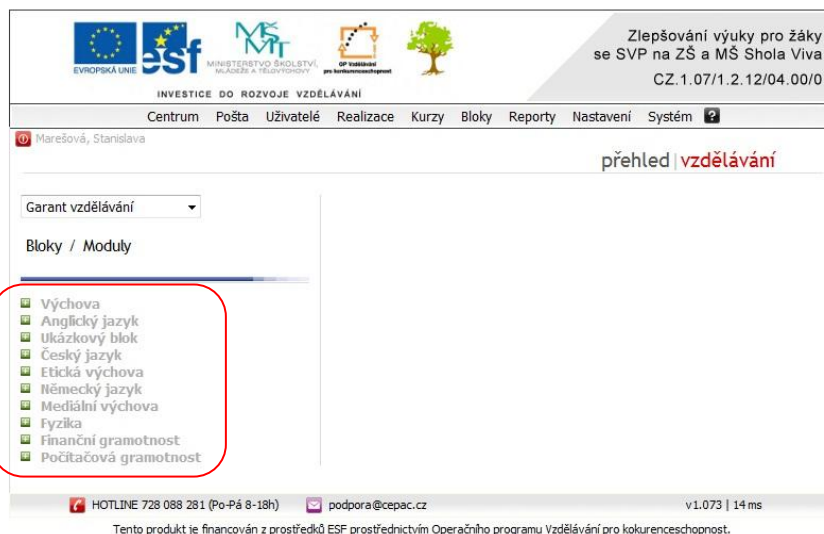 EVROPSKÁ UNIE
esf
MŠMT
MINISTERSTVO ŠKOLSTVÍ,
MLÁDEŽE A TĚLOVÝCHOVY
OP Vzdělávání
pro konkurenceschopnost
INVESTICE DO ROZVOJE VZDĚLÁVÁNÍ
Zlepšování výuky pro žáky
se SVP na ZŠ a MŠ Shola Viva
CZ.1.07/1.2.12/04.00/0
Centrum Pošta Uživatelé Realizace Kurzy Bloky Reporty Nastavení Systém ?
Marešová, Stanislava
přehled | vzdělávání
Garant vzdělávání
Bloky / Moduly
Výchova
Anglický jazyk
Ukázkový blok
Český jazyk
Etická výchova
Německý jazyk
Mediální výchova
Fyzika
Finanční gramotnost
Počítačová gramotnost
HOTLINE 728 088 281 (Po-Pá 8-18h) podpora@cepac.cz v1.073 | 14 ms
Tento produkt je financován z prostředků ESF prostřednictvím Operačního programu Vzdělávání pro kokurenceschopnost.